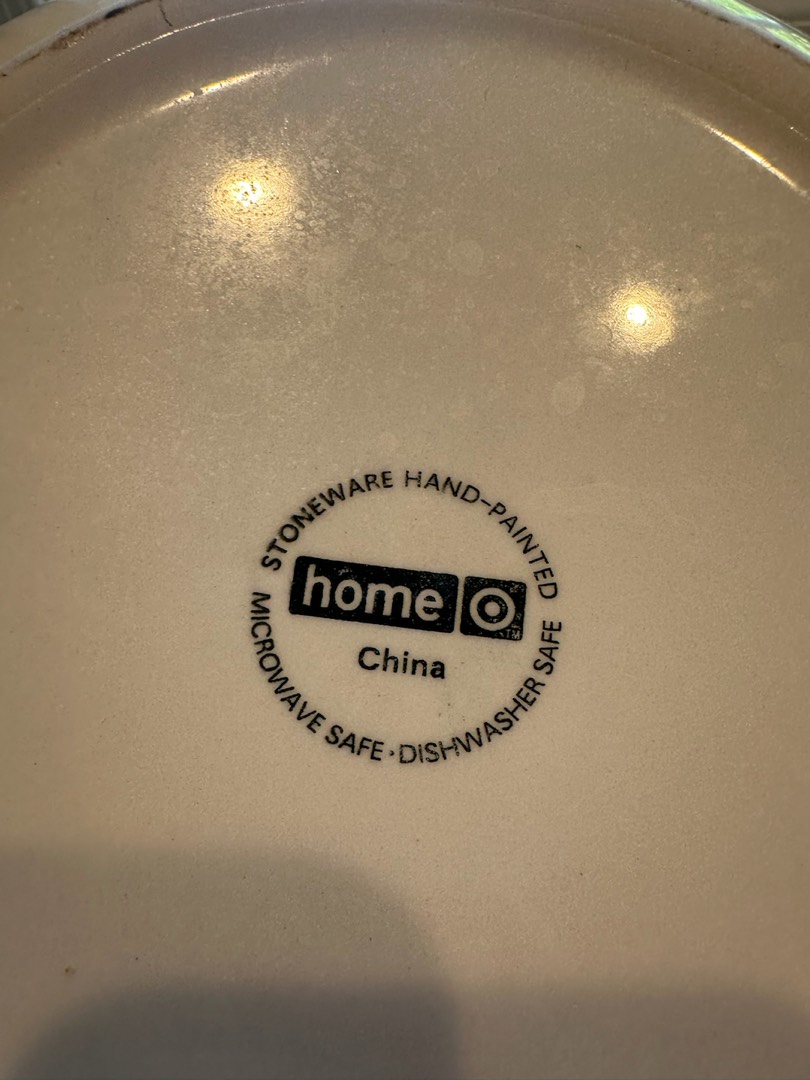 STONEWARE HAND-PAINTED
home TM
China
MICROWAVE SAFE · DISHWASHER SAFE